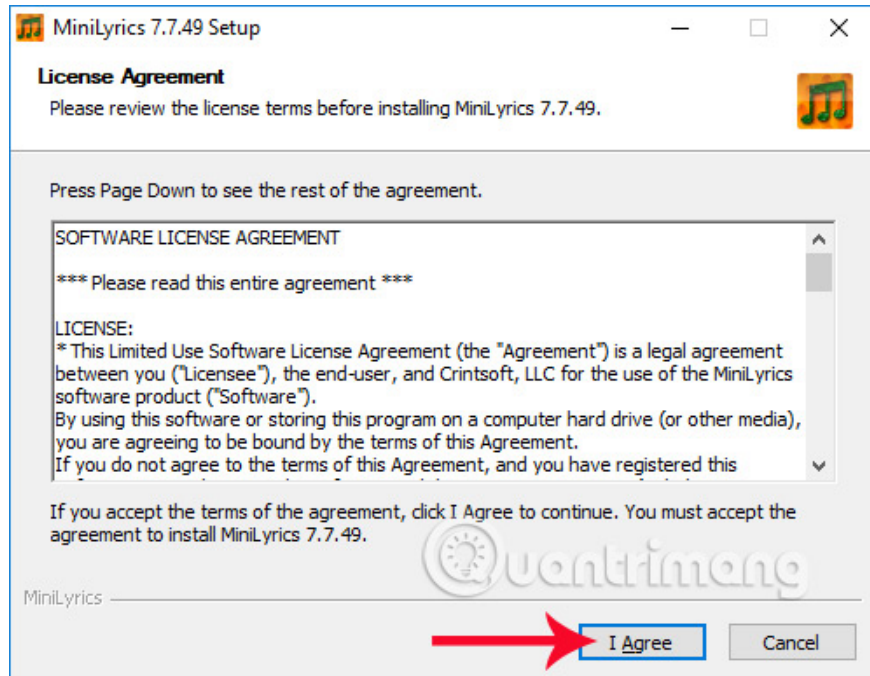 MiniLyrics 7.7.49 Setup
License Agreement
Please review the license terms before installing MiniLyrics 7.7.49.
Press Page Down to see the rest of the agreement.
SOFTWARE LICENSE AGREEMENT
*** Please read this entire agreement ***
LICENSE:
* This Limited Use Software License Agreement (the "Agreement") is a legal agreement
between you ("Licensee"), the end-user, and Crintsoft, LLC for the use of the MiniLyrics
software product ("Software").
By using this software or storing this program on a computer hard drive (or other media),
you are agreeing to be bound by the terms of this Agreement.
If you do not agree to the terms of this Agreement, and you have registered this
If you accept the terms of the agreement, click I Agree to continue. You must accept the
agreement to install MiniLyrics 7.7.49.
Quantrimang
MiniLyrics
I Agree
Cancel